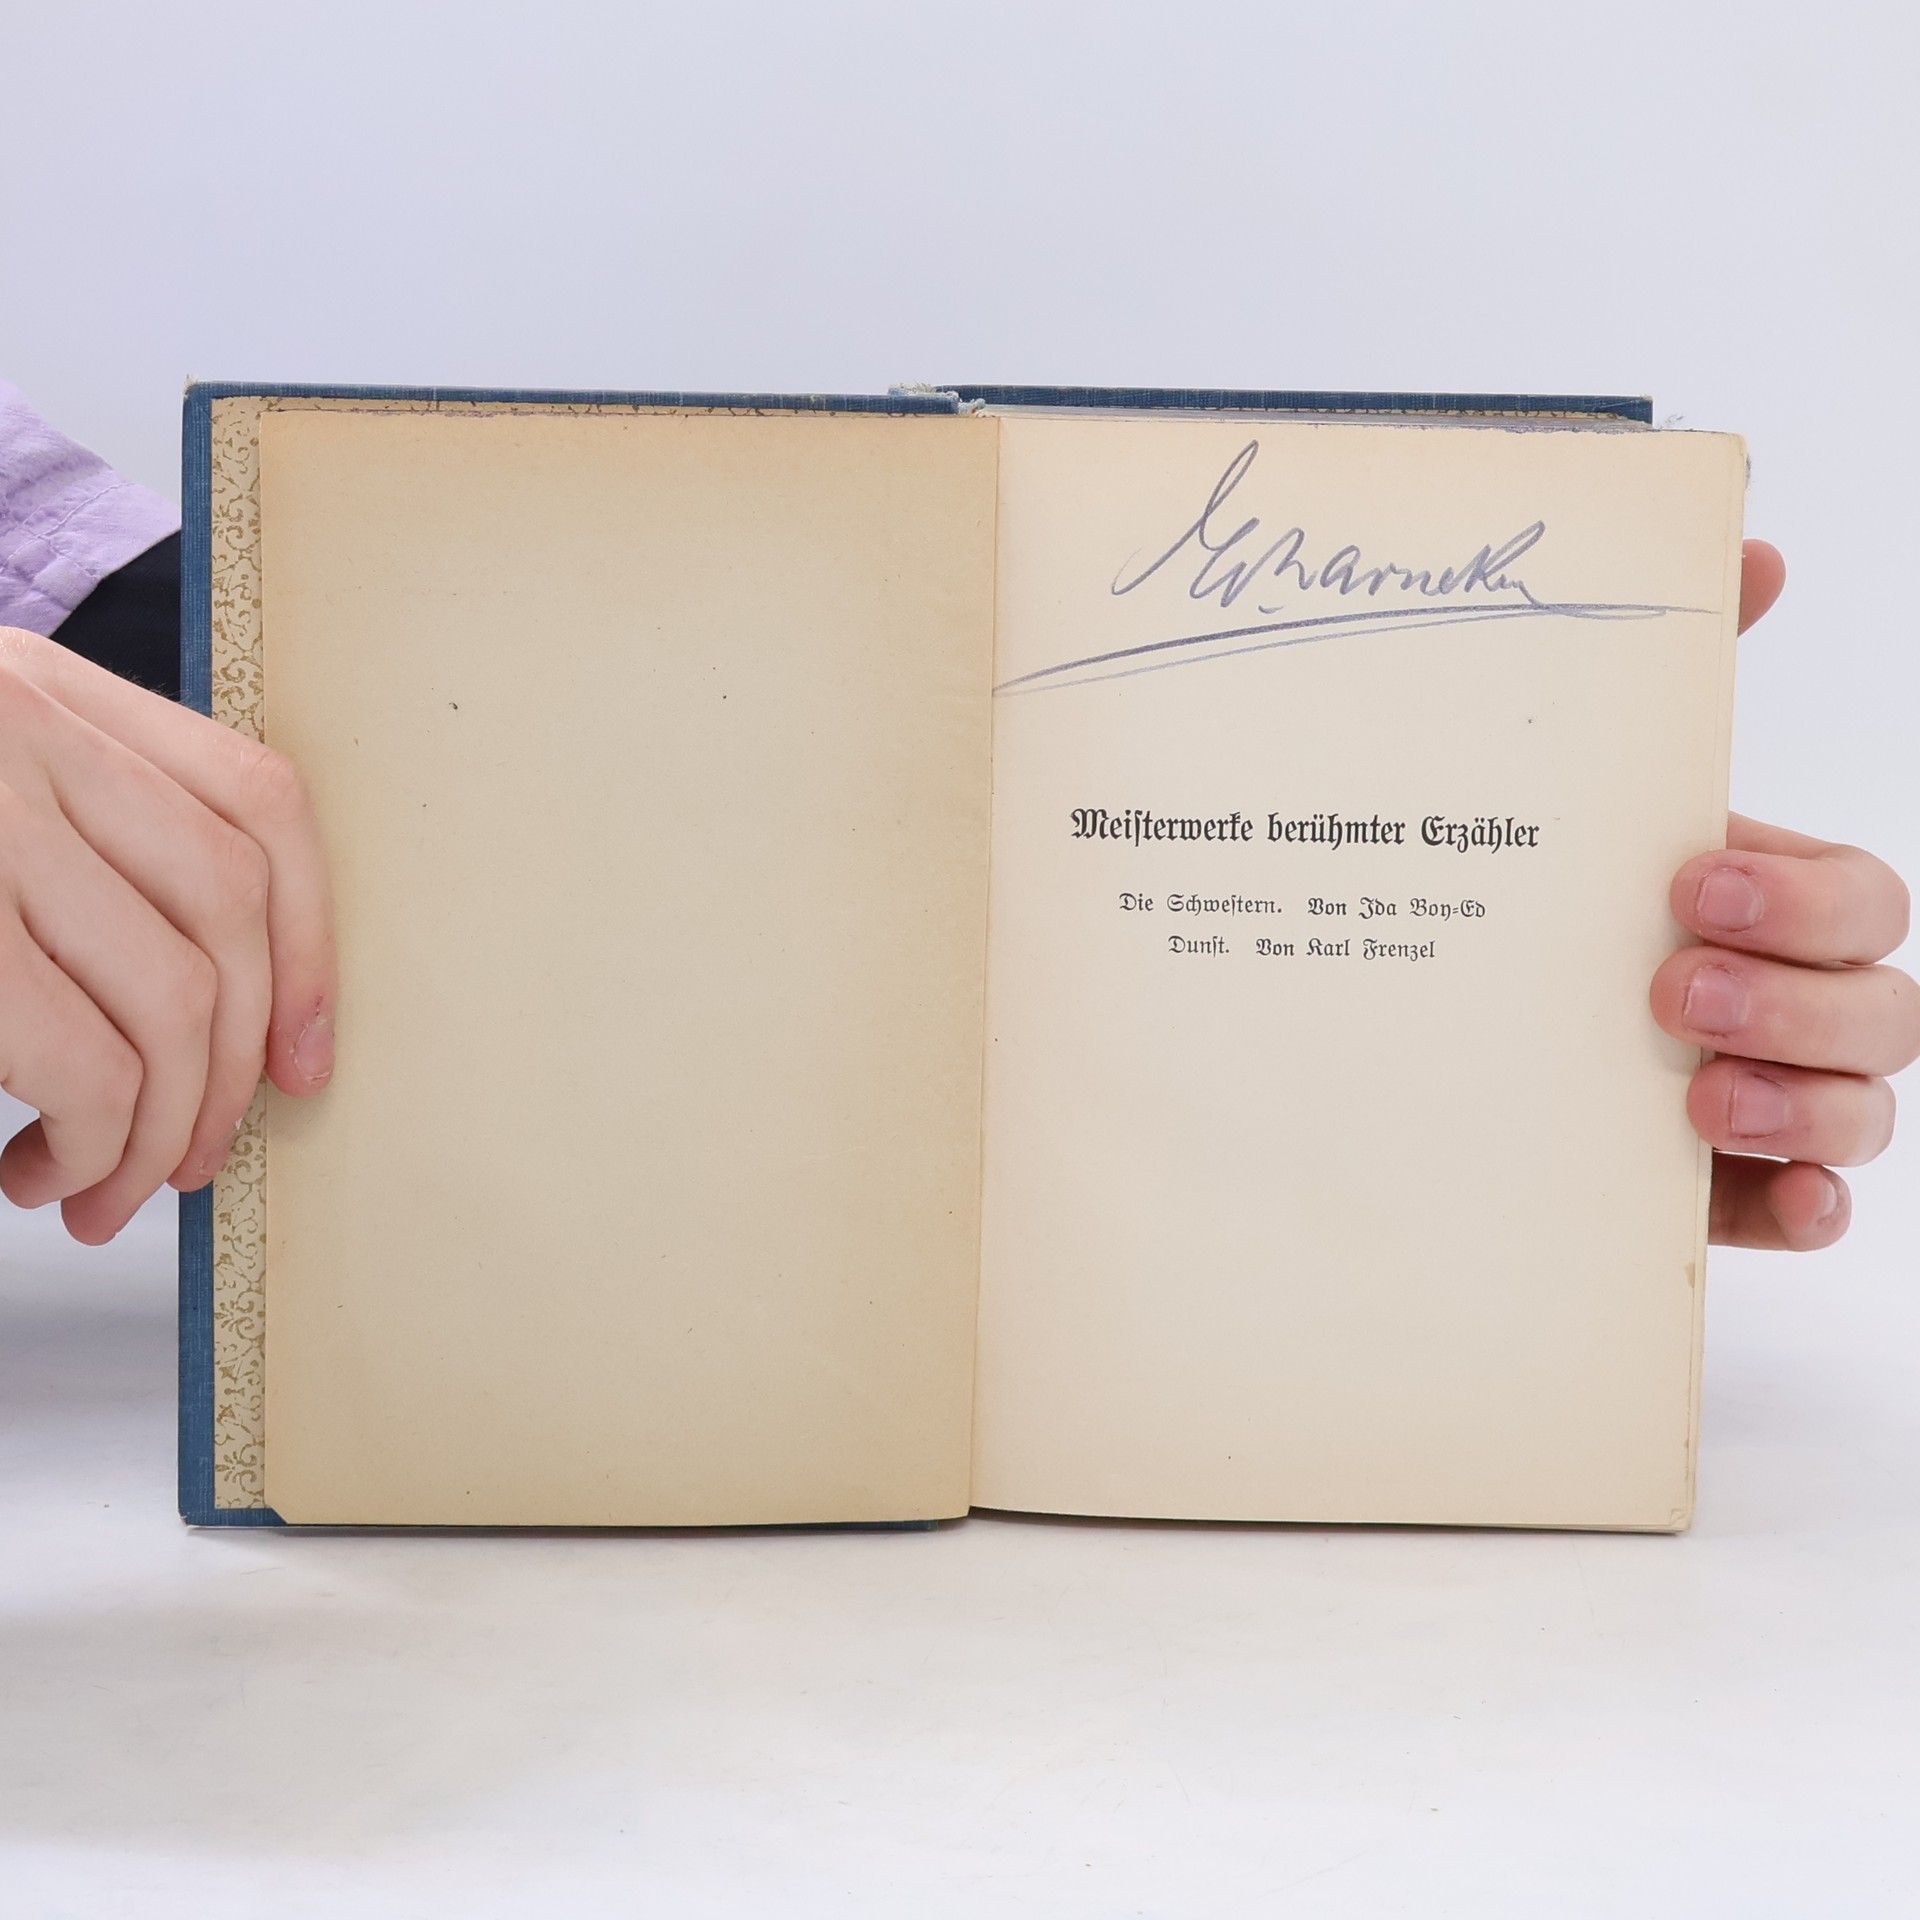 Meisterwerke berühmter Erzähler
Die Schwestern. Von Ida Boy-Ed
Dunst. Von Karl Frenzel